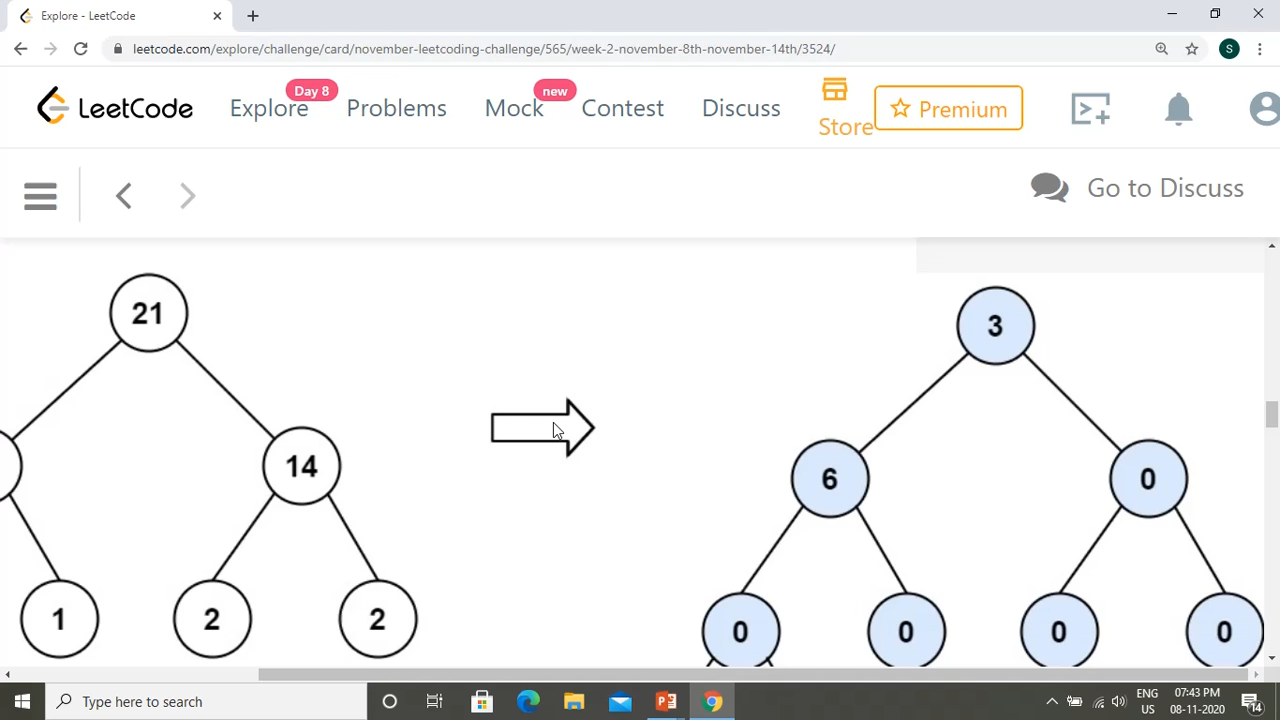 Explore - LeetCode
leetcode.com/explore/challenge/card/november-leetcoding-challenge/565/week-2-november-8th-november-14th/3524/
S
LeetCode
Explore
Day 8
Problems
Mock
new
Contest
Discuss
Store
Premium
Go to Discuss
21
3
14
6
0
1
2
2
0
0
0
0
Type here to search
ENG
US
07:43 PM
08-11-2020
14